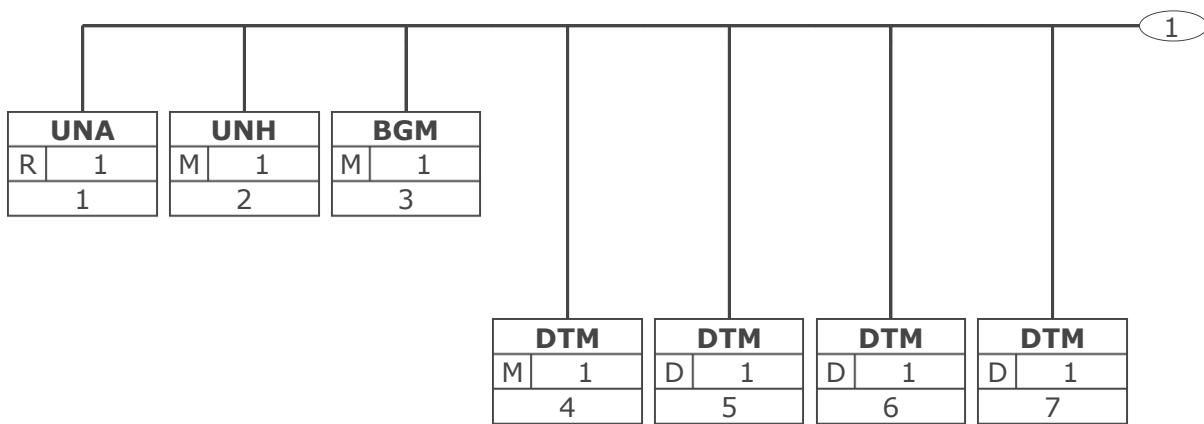 1
UNA UNH BGM
R 1 M 1 M 1
1 2 3
DTM DTM DTM DTM
M 1 D 1 D 1 D 1
4 5 6 7